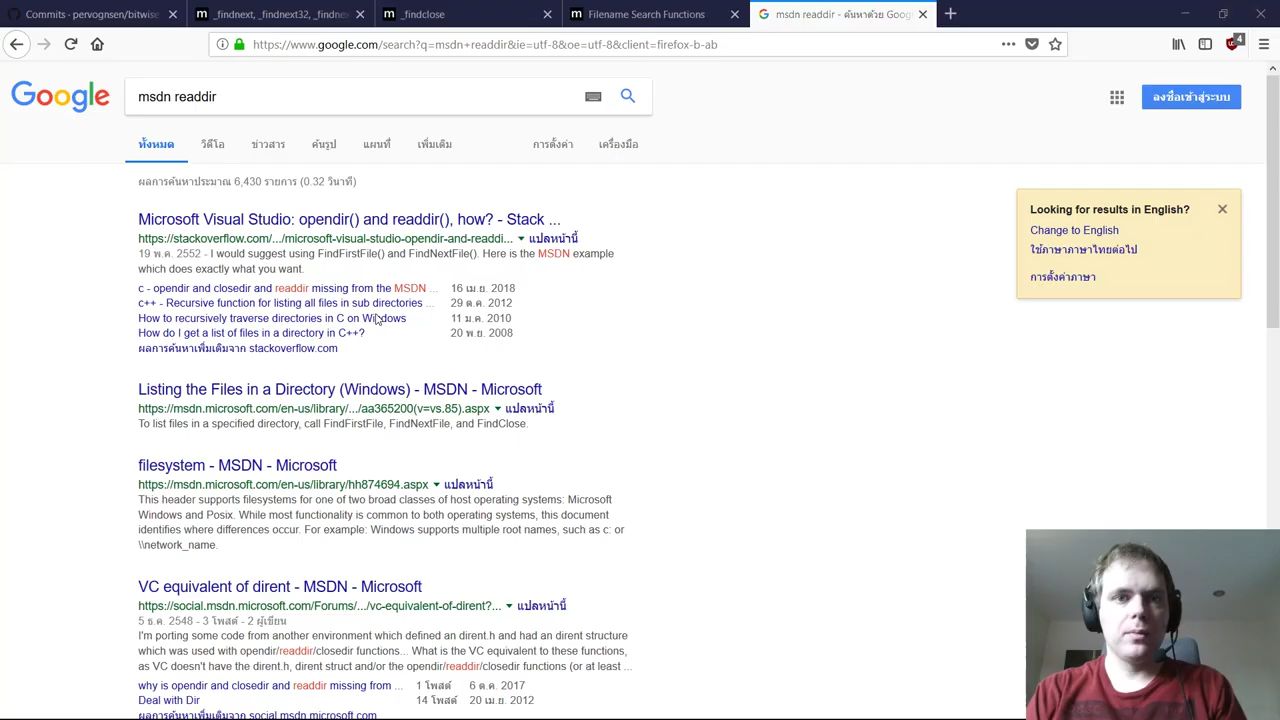 Commits - pervognsen/bitwise
_findnext, _findnext32, _findnex
_findclose
Filename Search Functions
msdn readdir - ค้นหาด้วย Goog
https://www.google.com/search?q=msdn+readdir&ie=utf-8&oe=utf-8&client=firefox-b-ab
4
Google
msdn readdir
ลงชื่อเข้าสู่ระบบ
ทั้งหมด
วิดีโอ
ข่าวสาร
ค้นรูป
แผนที่
เพิ่มเติม
การตั้งค่า
เครื่องมือ
ผลการค้นหาประมาณ 6,430 รายการ (0.32 วินาที)
Looking for results in English?
Change to English
ใช้ภาษาภาษาไทยต่อไป
การตั้งค่าภาษา
Microsoft Visual Studio: opendir() and readdir(), how? - Stack ...
https://stackoverflow.com/.../microsoft-visual-studio-opendir-and-readdi... แปลหน้านี้
19 พ.ค. 2552 - I would suggest using FindFirstFile() and FindNextFile(). Here is the MSDN example
which does exactly what you want.
c - opendir and closedir and readdir missing from the MSDN ... 16 เม.ย. 2018
c++ - Recursive function for listing all files in sub directories ... 29 ต.ค. 2012
How to recursively traverse directories in C on Windows 11 ม.ค. 2010
How do I get a list of files in a directory in C++? 20 พ.ย. 2008
ผลการค้นหาเพิ่มเติมจาก stackoverflow.com
Listing the Files in a Directory (Windows) - MSDN - Microsoft
https://msdn.microsoft.com/en-us/library/.../aa365200(v=vs.85).aspx แปลหน้านี้
To list files in a specified directory, call FindFirstFile, FindNextFile, and FindClose.
filesystem - MSDN - Microsoft
https://msdn.microsoft.com/en-us/library/hh874694.aspx แปลหน้านี้
This header supports filesystems for one of two broad classes of host operating systems: Microsoft
Windows and Posix. While most functionality is common to both operating systems, this document
identifies where differences occur. For example: Windows supports multiple root names, such as c: or
\\network_name.
VC equivalent of dirent - MSDN - Microsoft
https://social.msdn.microsoft.com/Forums/.../vc-equivalent-of-dirent?... แปลหน้านี้
5 ธ.ค. 2548 - 3 โพสต์ - 2 ผู้เขียน
I'm porting some code from another environment which defined an dirent.h and had an dirent structure
which was used with opendir/readdir/closedir functions... What is the VC equivalent to these functions,
as VC doesn't have the dirent.h, dirent struct and/or the opendir/readdir/closedir functions (or at least ...
why is opendir and closedir and readdir missing from ... 1 โพสต์ 6 ต.ค. 2017
Deal with Dir 14 โพสต์ 20 เม.ย. 2012
ผลการค้นหาเพิ่มเติมจาก social.msdn.microsoft.com